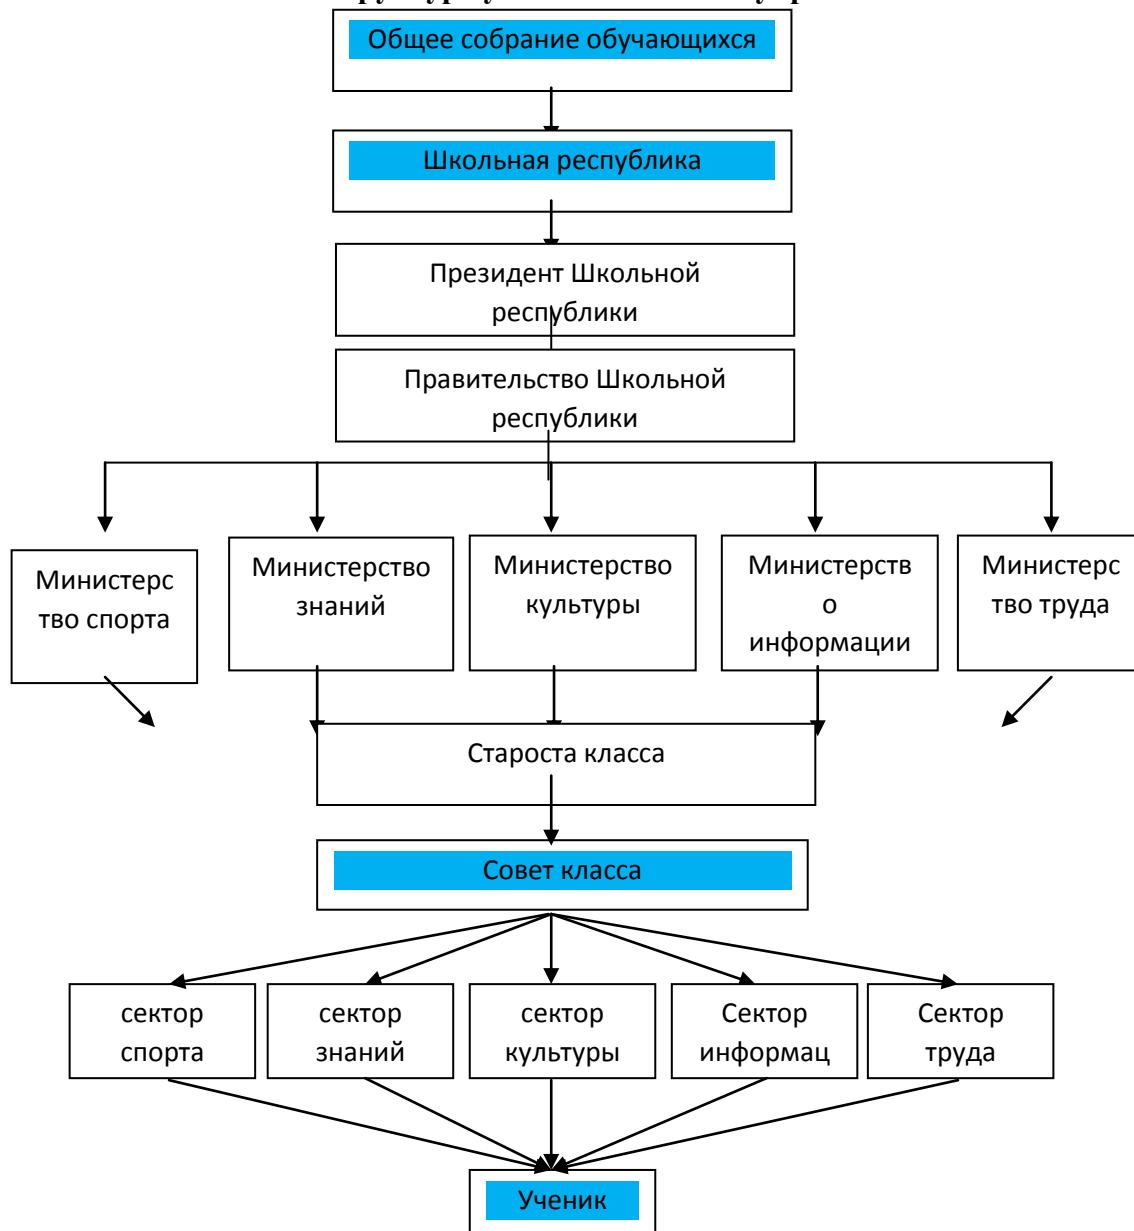 Общее собрание обучающихся
Школьная республика
Президент Школьной
республики
Правительство Школьной
республики
Министерс
тво спорта
Министерство
знаний
Министерство
культуры
Министерств
о
информации
Министерс
тво труда
Староста класса
Совет класса
сектор
спорта
сектор
знаний
сектор
культуры
Сектор
информац
Сектор
труда
Ученик